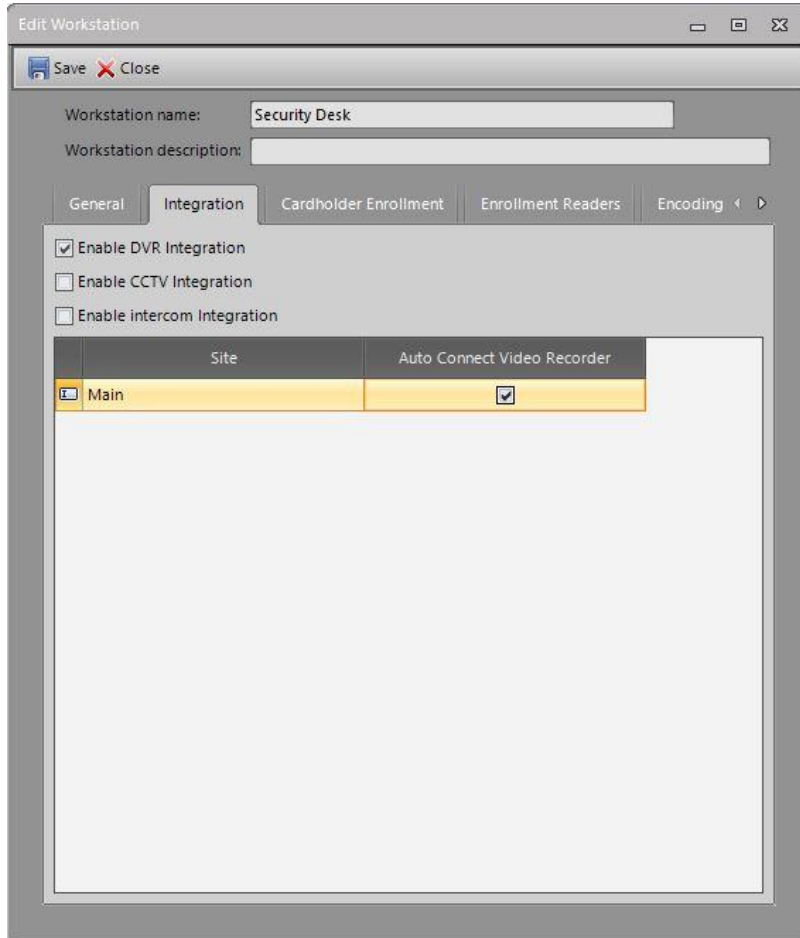 Edit Workstation
Save Close
Workstation name: Security Desk
Workstation description:
General Integration Cardholder Enrollment Enrollment Readers Encoding
Enable DVR Integration
Enable CCTV Integration
Enable intercom Integration
Site Auto Connect Video Recorder
Main